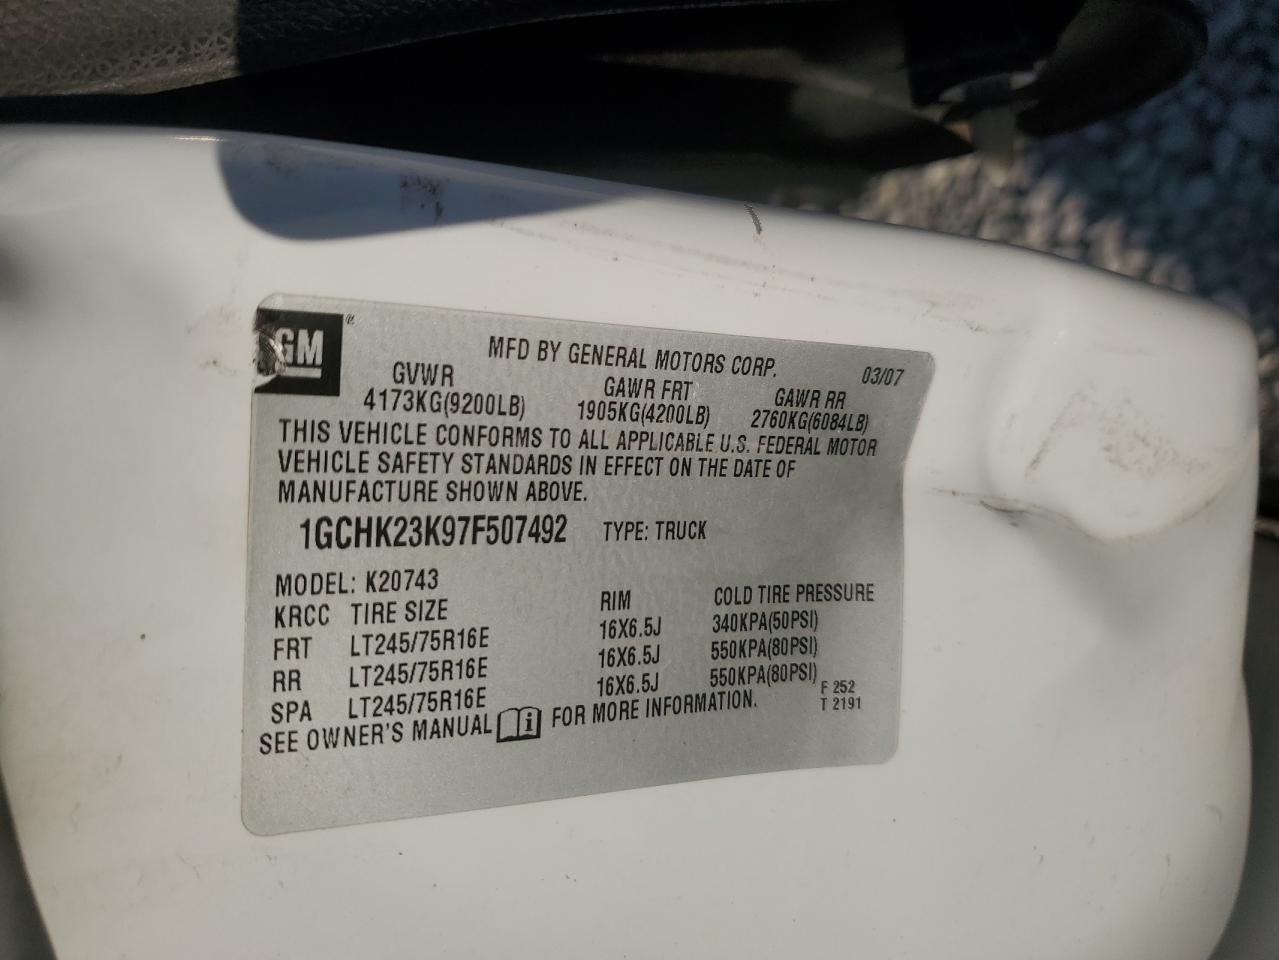 GM®
MFD BY GENERAL MOTORS CORP. 03/07
GVWR GAWR FRT GAWR RR
4173KG(9200LB) 1905KG(4200LB) 2760KG(6084LB)
THIS VEHICLE CONFORMS TO ALL APPLICABLE U.S. FEDERAL MOTOR
VEHICLE SAFETY STANDARDS IN EFFECT ON THE DATE OF
MANUFACTURE SHOWN ABOVE.
1GCHK23K97F507492 TYPE: TRUCK
MODEL: K20743
KRCC TIRE SIZE RIM COLD TIRE PRESSURE
FRT LT245/75R16E 16X6.5J 340KPA(50PSI)
RR LT245/75R16E 16X6.5J 550KPA(80PSI)
SPA LT245/75R16E 16X6.5J 550KPA(80PSI)
SEE OWNER'S MANUAL i FOR MORE INFORMATION.
F 252
T 2191